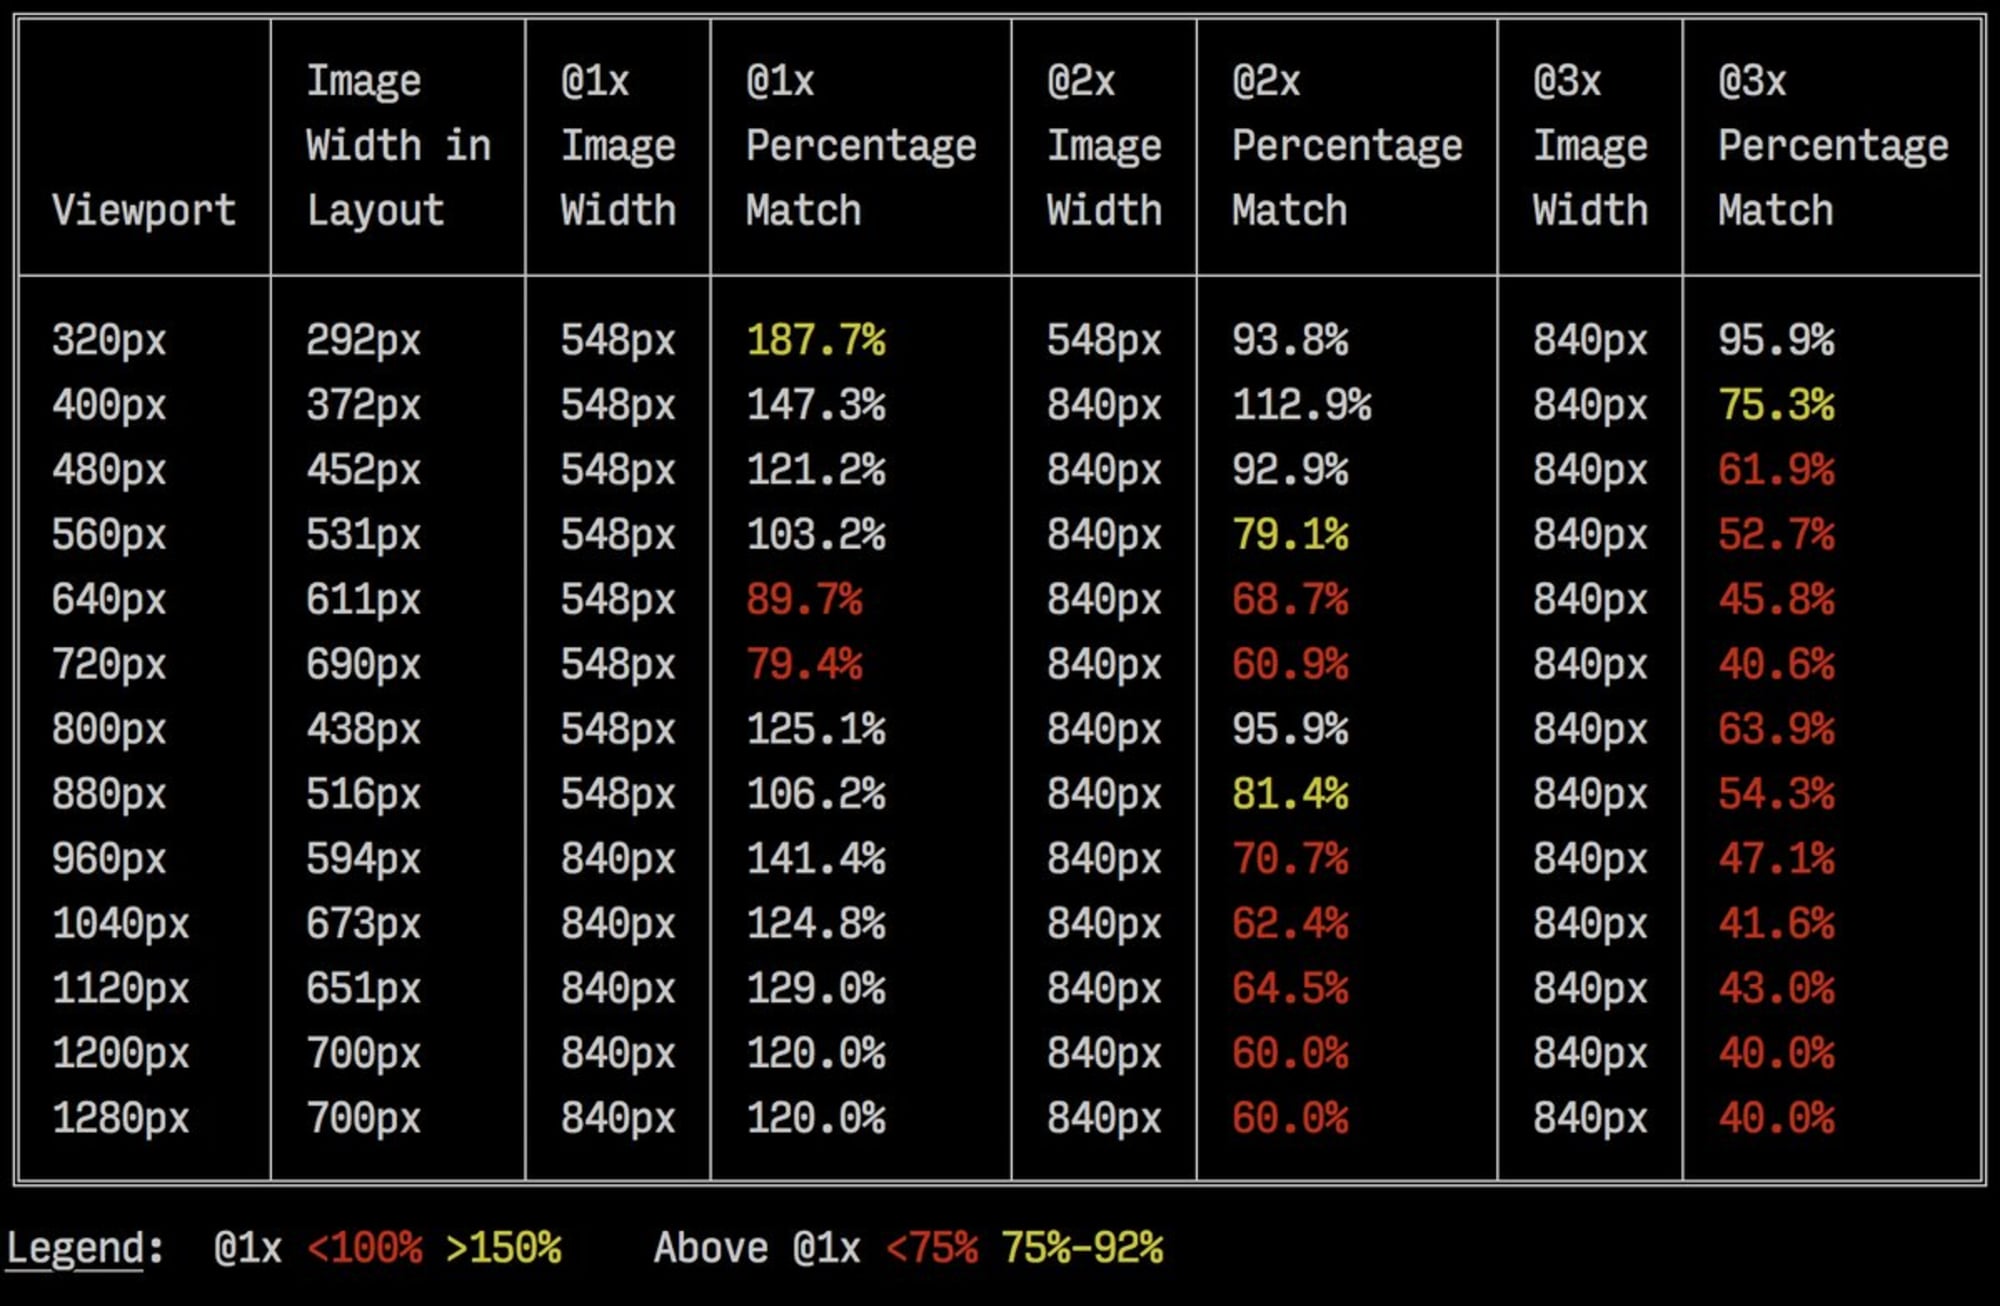 Viewport Image Width in Layout @1x Image Width @1x Percentage Match @2x Image Width @2x Percentage Match @3x Image Width @3x Percentage Match
320px 292px 548px 187.7% 548px 93.8% 840px 95.9%
400px 372px 548px 147.3% 840px 112.9% 840px 75.3%
480px 452px 548px 121.2% 840px 92.9% 840px 61.9%
560px 531px 548px 103.2% 840px 79.1% 840px 52.7%
640px 611px 548px 89.7% 840px 68.7% 840px 45.8%
720px 690px 548px 79.4% 840px 60.9% 840px 40.6%
800px 438px 548px 125.1% 840px 95.9% 840px 63.9%
880px 516px 548px 106.2% 840px 81.4% 840px 54.3%
960px 594px 840px 141.4% 840px 70.7% 840px 47.1%
1040px 673px 840px 124.8% 840px 62.4% 840px 41.6%
1120px 651px 840px 129.0% 840px 64.5% 840px 43.0%
1200px 700px 840px 120.0% 840px 60.0% 840px 40.0%
1280px 700px 840px 120.0% 840px 60.0% 840px 40.0%
Legend: @1x <100% >150% Above @1x <75% 75%–92%